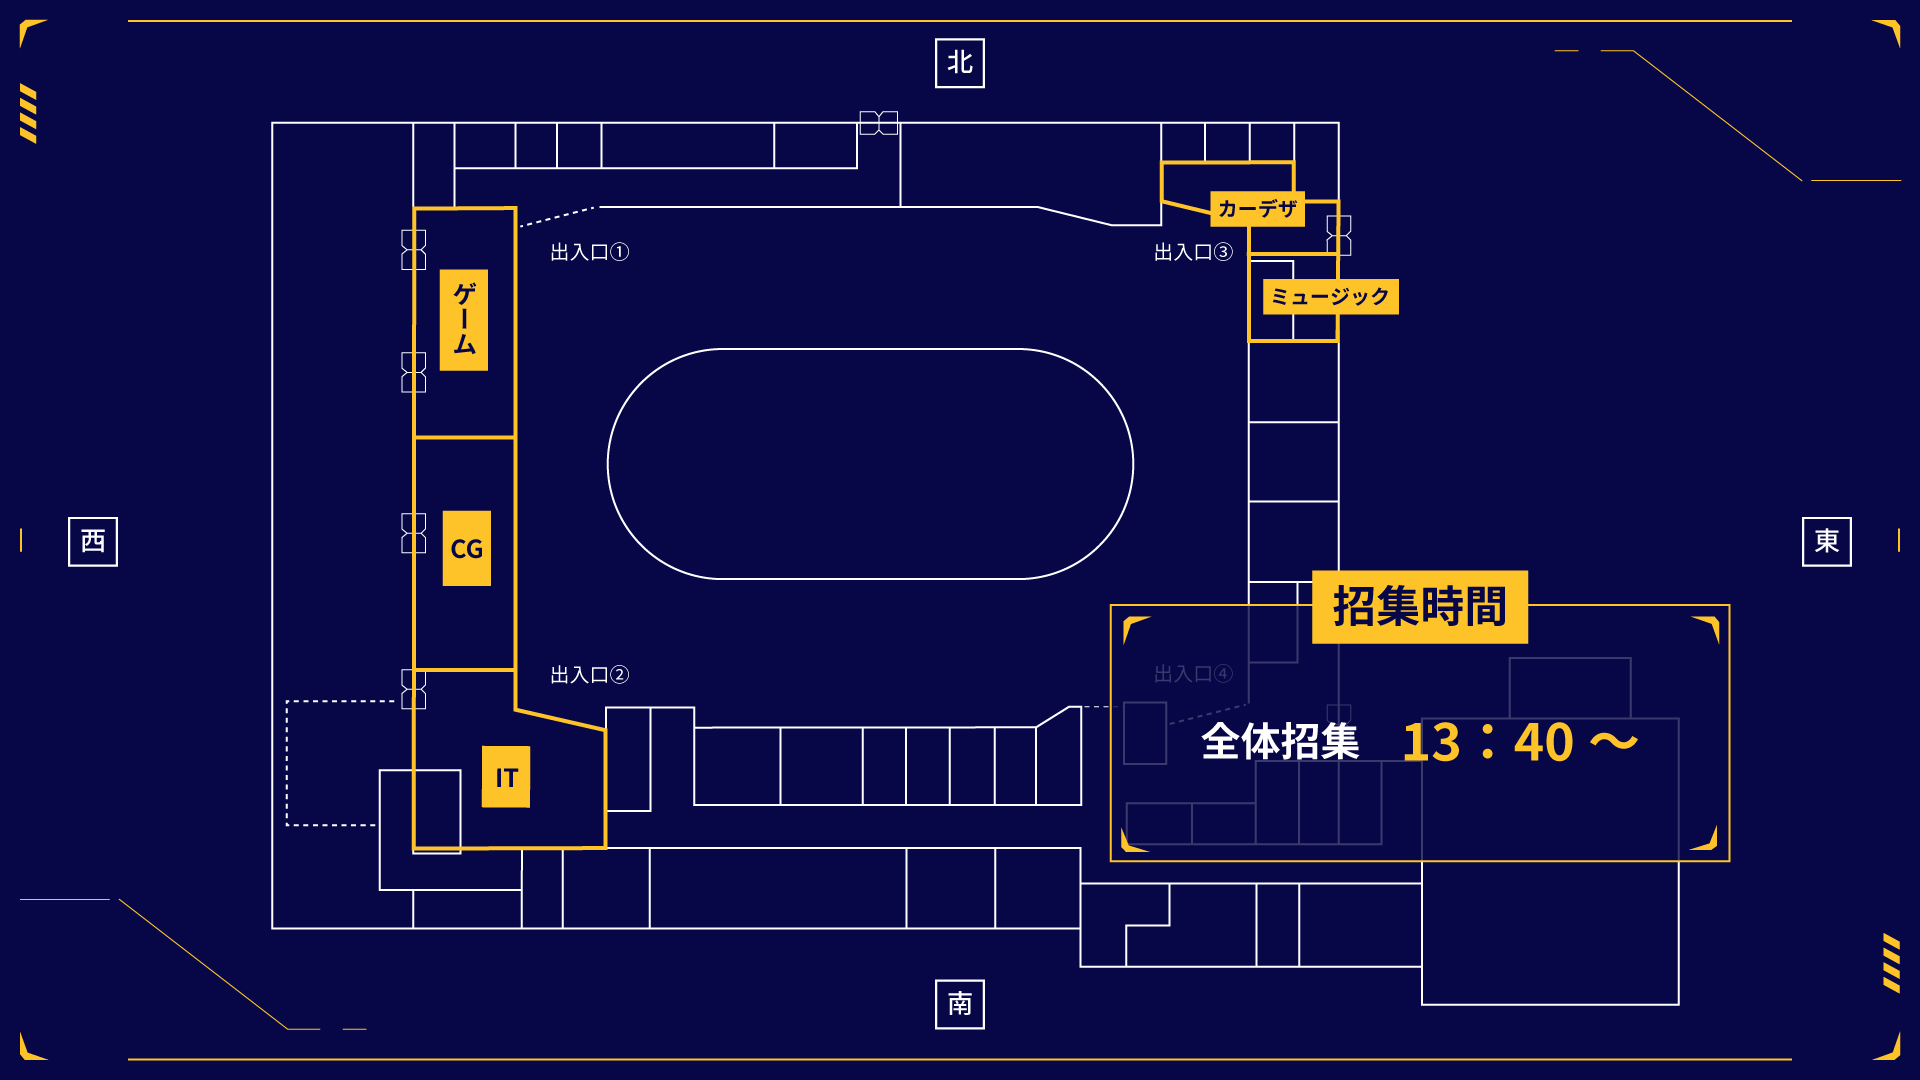 北
カーデザ
出入口①
出入口③
ゲーム
ミュージック
西
CG
東
招集時間
出入口②
出入口④
全体招集 13：40 〜
IT
南